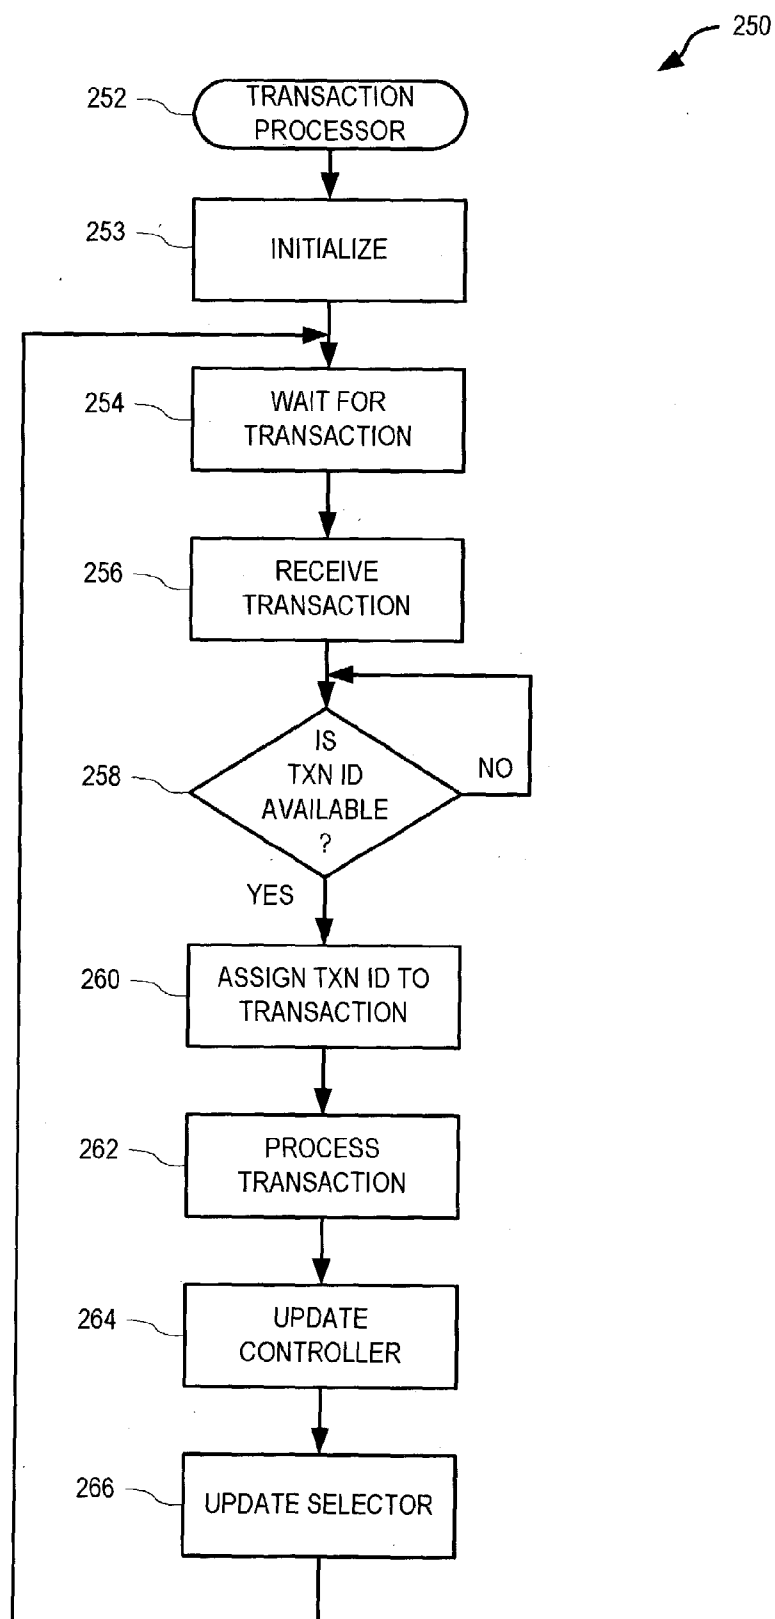 250
252
TRANSACTION
PROCESSOR
253
INITIALIZE
254
WAIT FOR
TRANSACTION
256
RECEIVE
TRANSACTION
258
IS
TXN ID
AVAILABLE
?
NO
YES
260
ASSIGN TXN ID TO
TRANSACTION
262
PROCESS
TRANSACTION
264
UPDATE
CONTROLLER
266
UPDATE SELECTOR